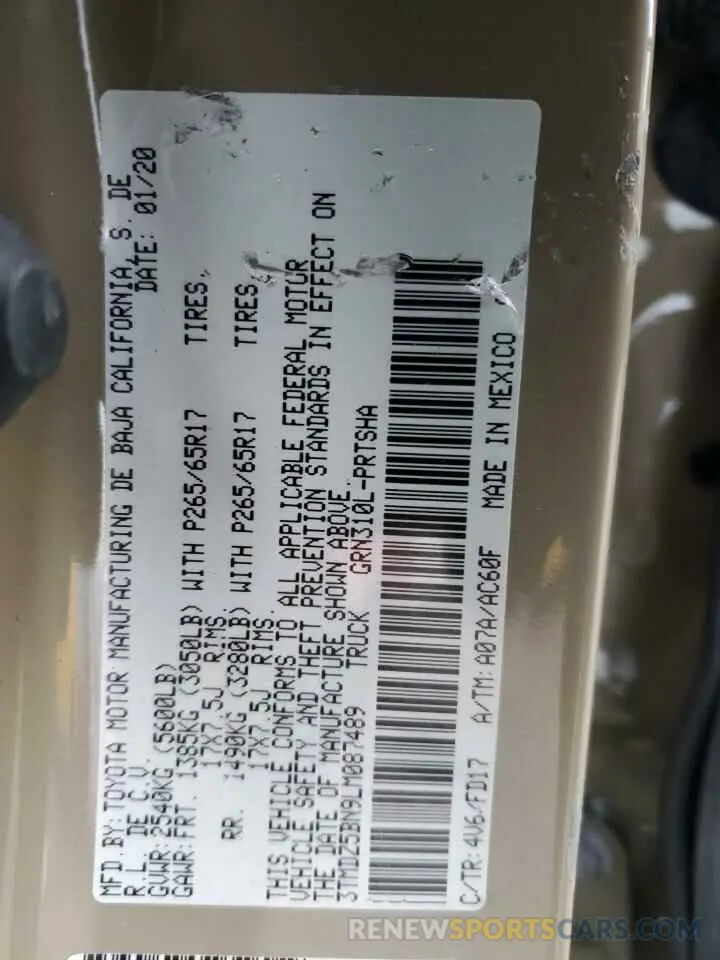 MFD. BY: TOYOTA MOTOR MANUFACTURING DE BAJA CALIFORNIA, S. DE
R. L. DE C. V. DATE: 01/20
GVWR: 2540KG (5600LB)
GAWR: FRT. 1385KG (3050LB) WITH P265/65R17 TIRES,
17X7.5J RIMS.
RR. 1490KG (3280LB) WITH P265/65R17 TIRES,
17X7.5J RIMS.
THIS VEHICLE CONFORMS TO ALL APPLICABLE FEDERAL MOTOR
VEHICLE SAFETY AND THEFT PREVENTION STANDARDS IN EFFECT ON
THE DATE OF MANUFACTURE SHOWN ABOVE.
3TMDZ5BN9LM087489 TRUCK GRN310L-PRTSHA
C/TR: 4V6/FD17 A/TM: A07A/AC60F MADE IN MEXICO
RENEWSPORTSCARS.COM